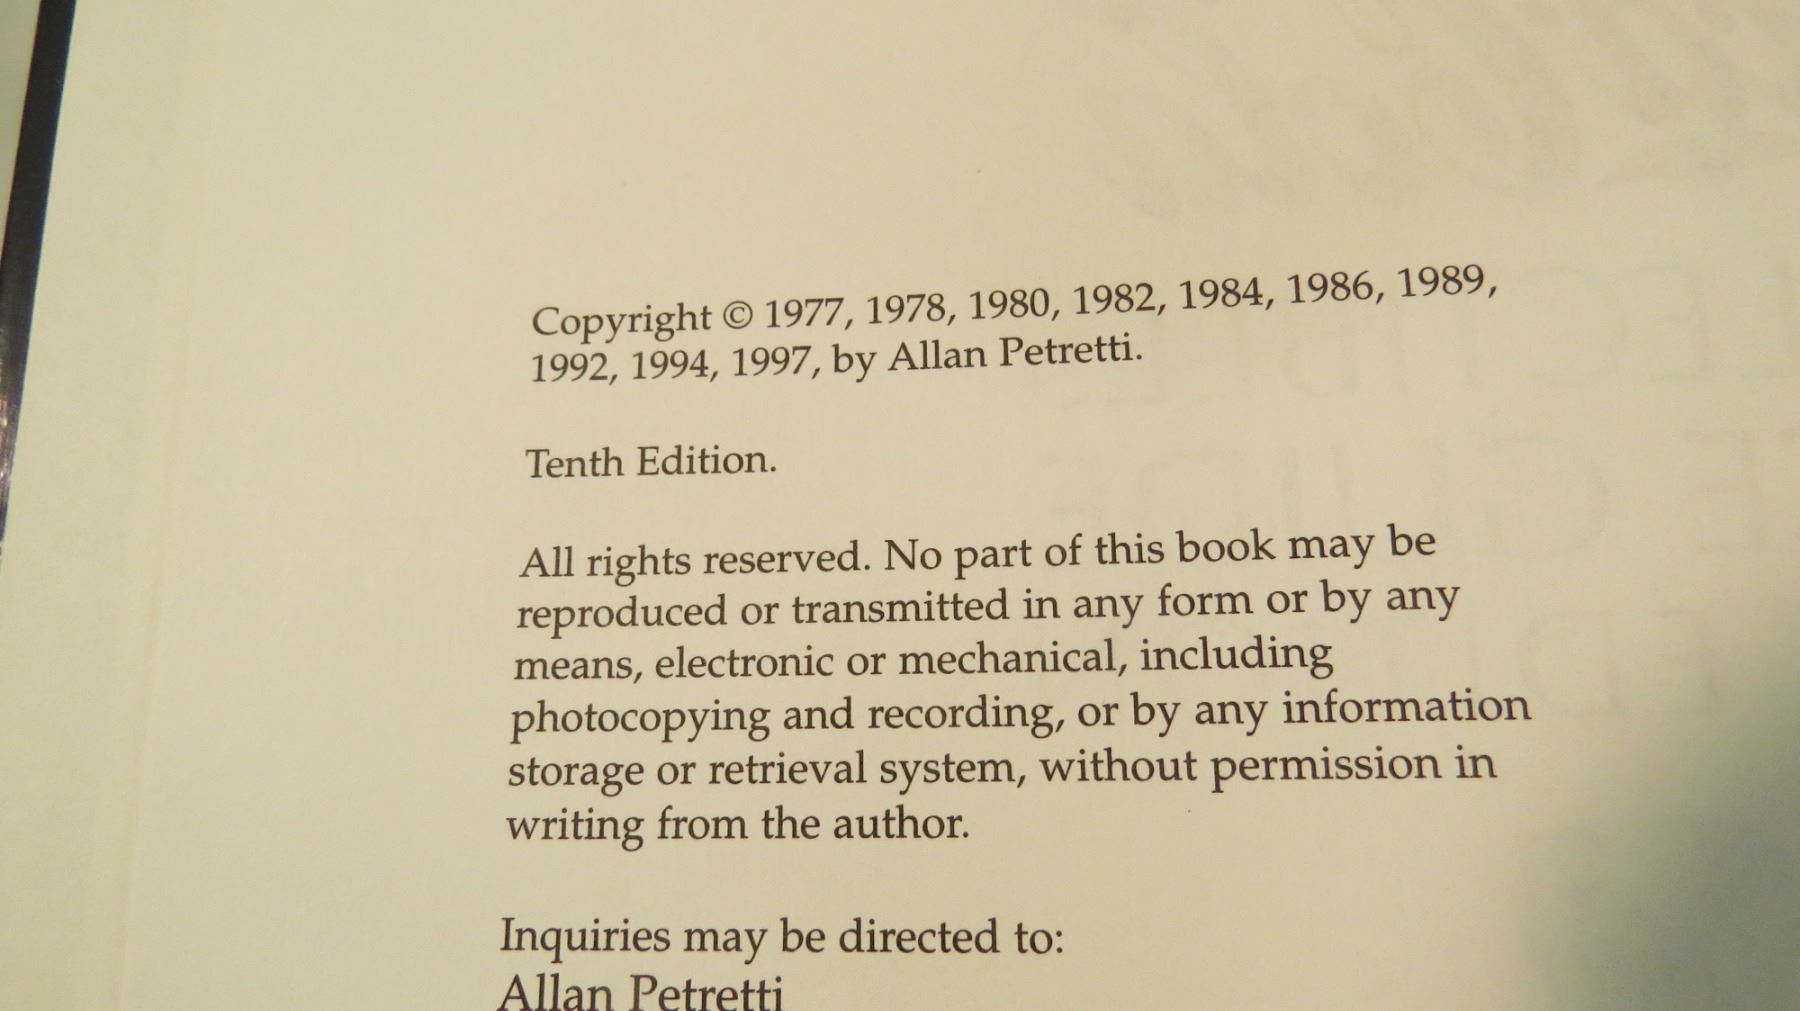 Copyright © 1977, 1978, 1980, 1982, 1984, 1986, 1989,
1992, 1994, 1997, by Allan Petretti.
Tenth Edition.
All rights reserved. No part of this book may be
reproduced or transmitted in any form or by any
means, electronic or mechanical, including
photocopying and recording, or by any information
storage or retrieval system, without permission in
writing from the author.
Inquiries may be directed to:
Allan Petretti